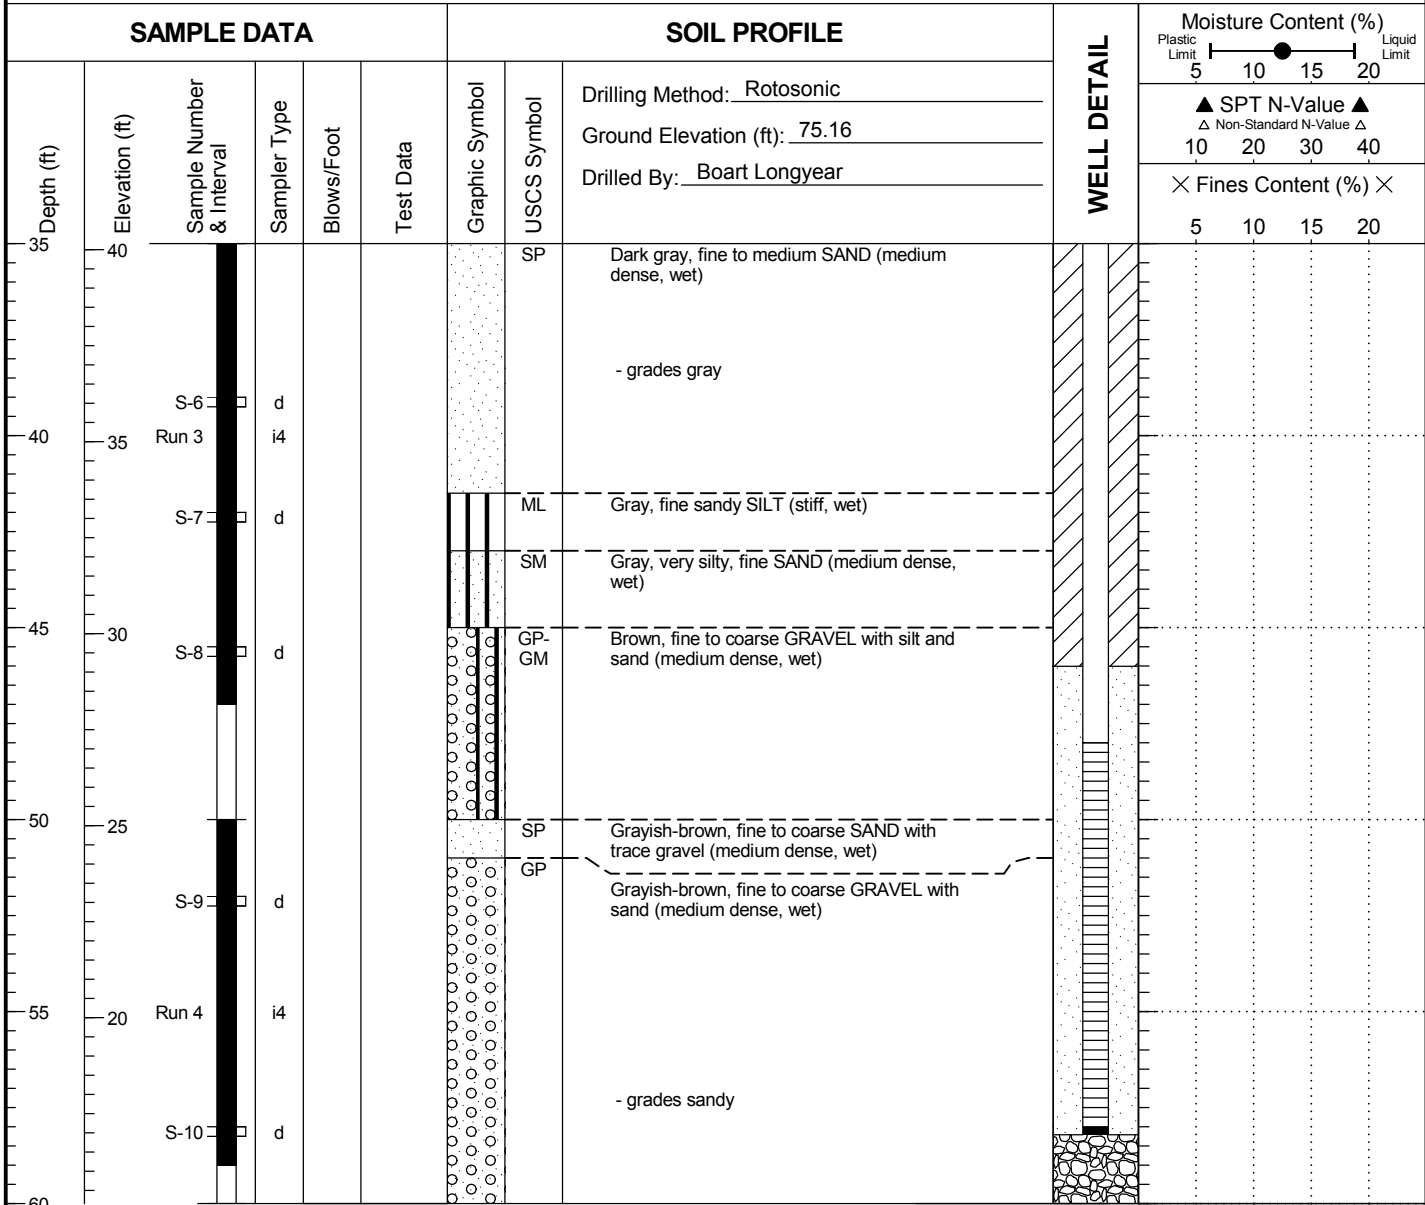 SAMPLE DATA
SOIL PROFILE
Depth (ft)
Elevation (ft)
Sample Number
& Interval
Sampler Type
Blows/Foot
Test Data
Graphic Symbol
USCS Symbol
Drilling Method: Rotosonic
Ground Elevation (ft): 75.16
Drilled By: Boart Longyear
WELL DETAIL
Moisture Content (%)
Plastic
Limit
Liquid
Limit
5 10 15 20
▲ SPT N-Value ▲
△ Non-Standard N-Value △
10 20 30 40
× Fines Content (%) ×
5 10 15 20
35 40
SP Dark gray, fine to medium SAND (medium
dense, wet)
- grades gray
S-6 d
40 35 Run 3 i4
ML Gray, fine sandy SILT (stiff, wet)
S-7 d
SM Gray, very silty, fine SAND (medium dense,
wet)
45 30
GP-
GM
Brown, fine to coarse GRAVEL with silt and
sand (medium dense, wet)
S-8 d
50 25
SP Grayish-brown, fine to coarse SAND with
trace gravel (medium dense, wet)
GP Grayish-brown, fine to coarse GRAVEL with
sand (medium dense, wet)
S-9 d
55 20 Run 4 i4
- grades sandy
S-10 d
60